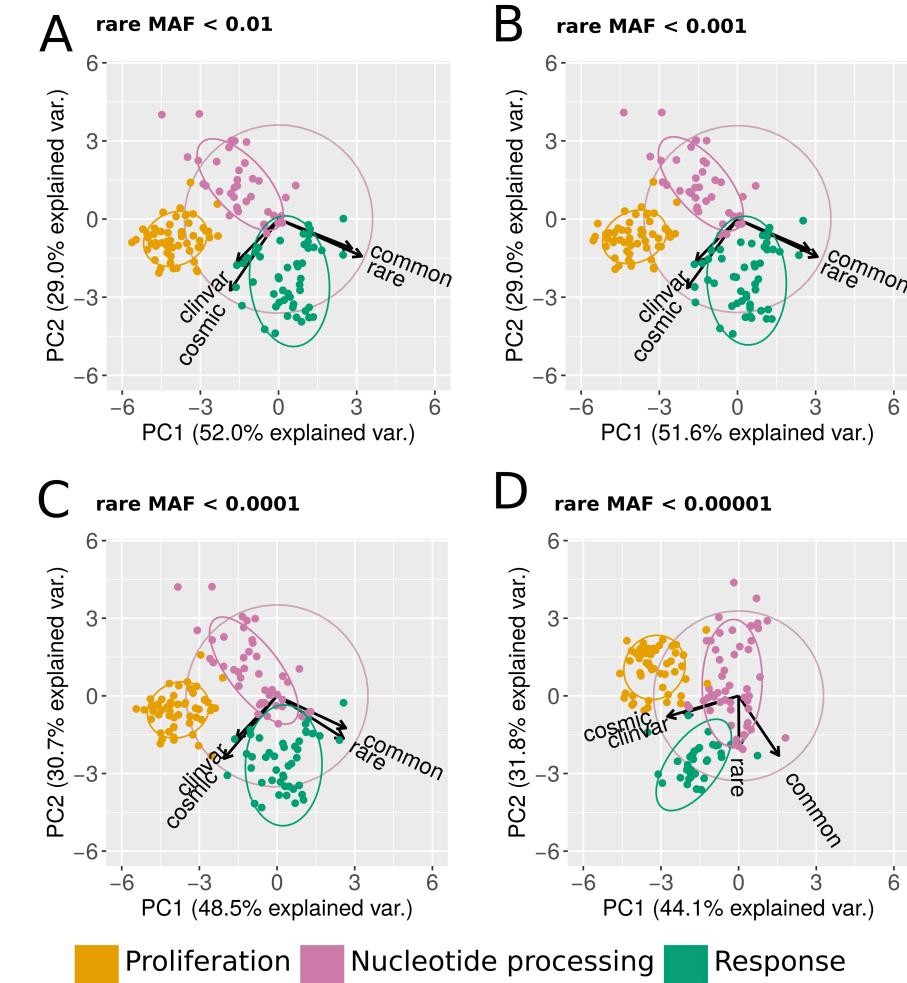 A
rare MAF < 0.01
6
3
0
−3
−6
PC2 (29.0% explained var.)
common
rare
clinvar
cosmic
−6
−3
0
3
6
PC1 (52.0% explained var.)
B
rare MAF < 0.001
6
3
0
−3
−6
PC2 (29.0% explained var.)
common
rare
clinvar
cosmic
−6
−3
0
3
6
PC1 (51.6% explained var.)
C
rare MAF < 0.0001
6
3
0
−3
−6
PC2 (30.7% explained var.)
common
rare
clinvar
cosmic
−6
−3
0
3
6
PC1 (48.5% explained var.)
D
rare MAF < 0.00001
6
3
0
−3
−6
PC2 (31.8% explained var.)
cosmic
clinvar
rare
common
−6
−3
0
3
6
PC1 (44.1% explained var.)
Proliferation
Nucleotide processing
Response